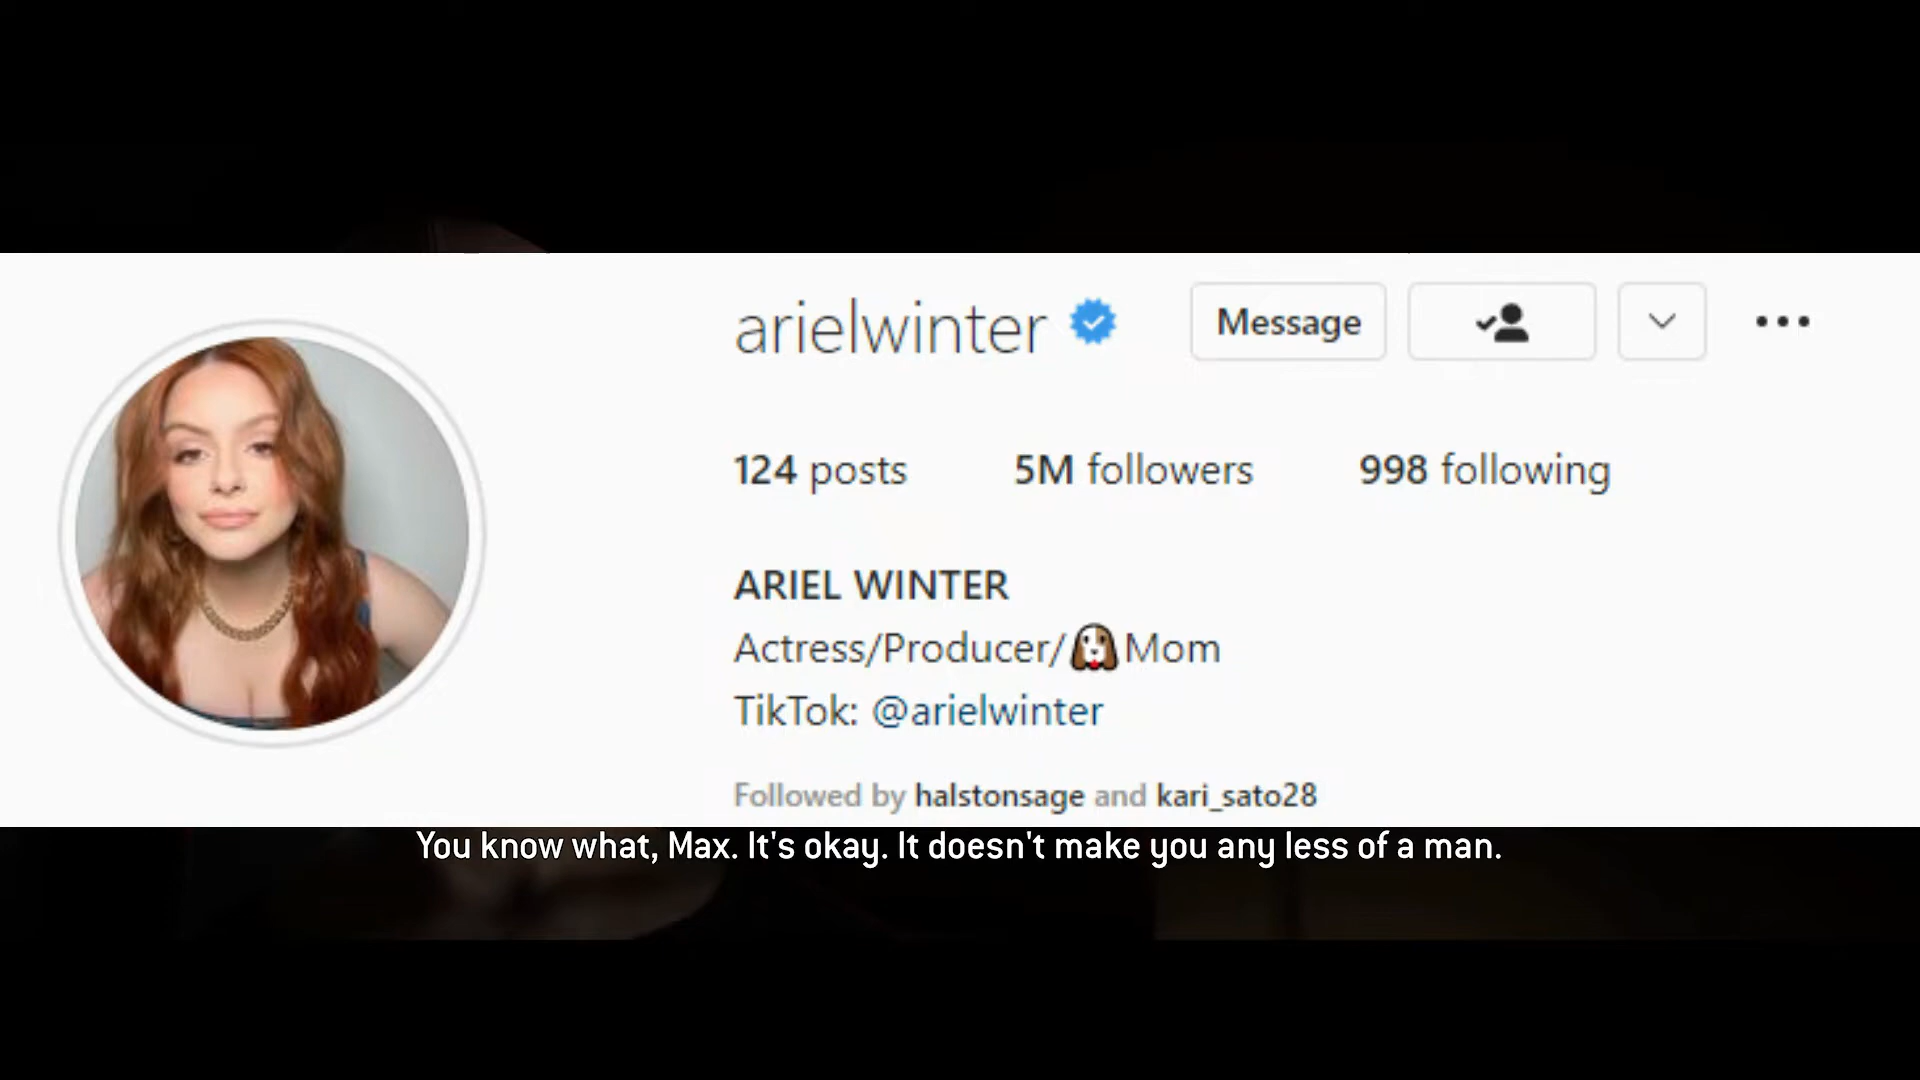 arielwinter
Message
124 posts 5M followers 998 following
ARIEL WINTER
Actress/Producer/🐶Mom
TikTok: @arielwinter
Followed by halstonsage and kari_sato28
You know what, Max. It's okay. It doesn't make you any less of a man.